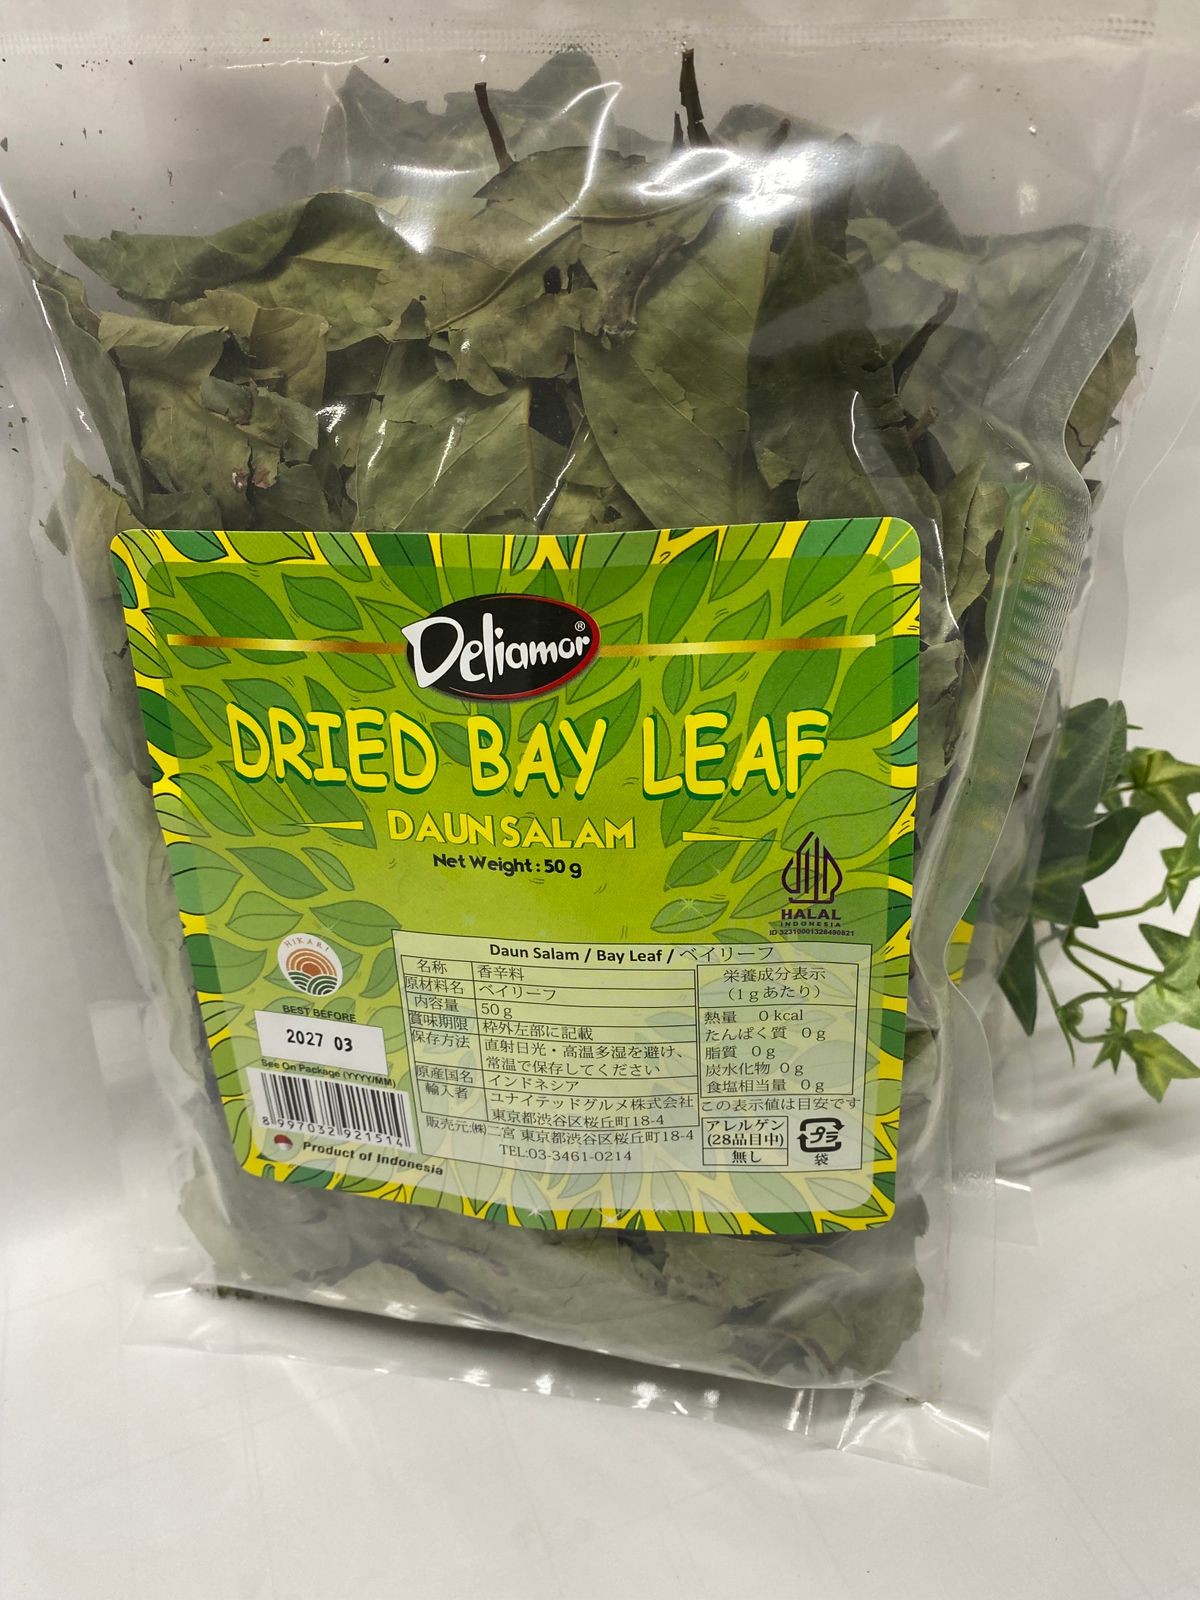 Deliamor®
DRIED BAY LEAF
DAUN SALAM
Net Weight : 50 g
HALAL
INDONESIA
ID32310001328490821
HIKARI
BEST BEFORE
2027 03
See On Package (YYYY/MM)
8 997032 921514
Product of Indonesia
Daun Salam / Bay Leaf / ベイリーフ
名称 香辛料
原材料名 ベイリーフ
内容量 50 g
賞味期限 枠外左部に記載
保存方法 直射日光・高温多湿を避け、
常温で保存してください
原産国名 インドネシア
輸入者 ユナイテッドグルメ株式会社
東京都渋谷区桜丘町18-4
販売元:㈱二宮 東京都渋谷区桜丘町18-4
TEL:03-3461-0214
栄養成分表示
(1gあたり)
熱量 0 kcal
たんぱく質 0 g
脂質 0 g
炭水化物 0 g
食塩相当量 0 g
この表示値は目安です
アレルゲン
(28品目中)
無し
プラ
袋